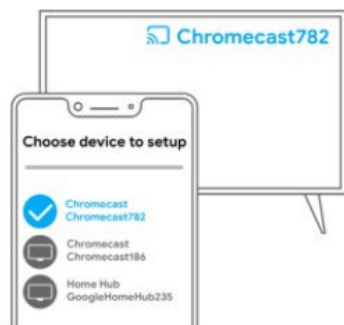 Chromecast782
Choose device to setup
Chromecast
Chromecast782
Chromecast
Chromecast186
Home Hub
GoogleHomeHub235